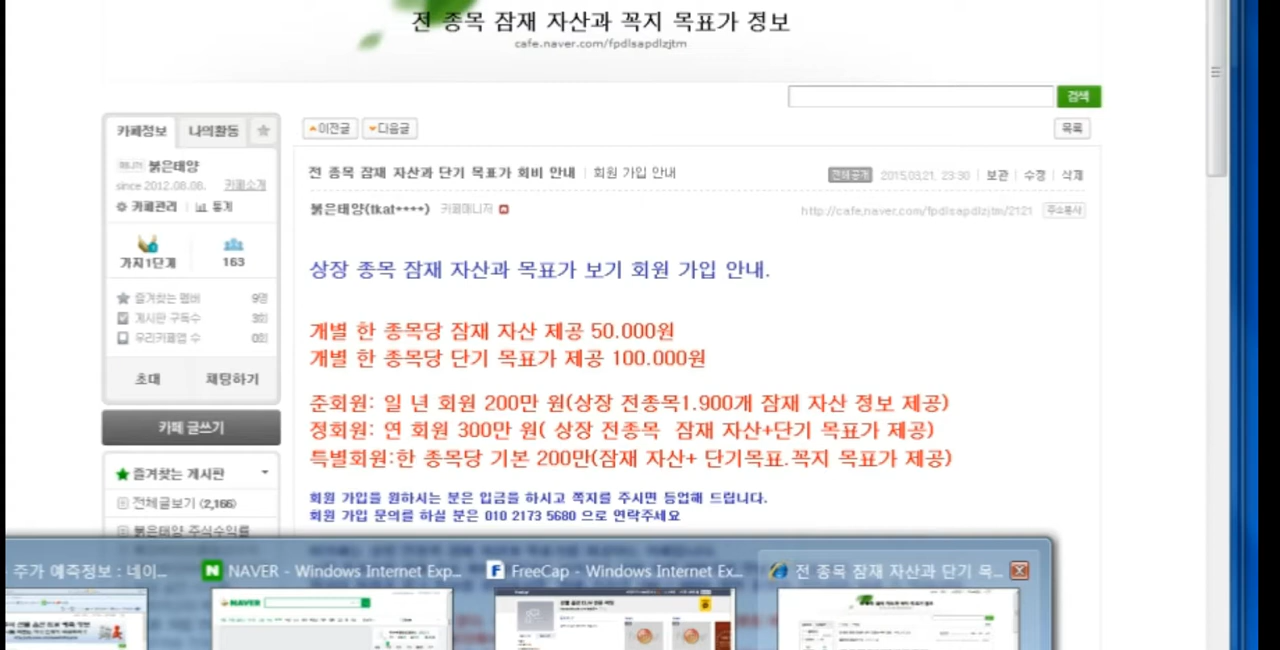 전 종목 잠재 자산과 꼭지 목표가 정보
cafe.naver.com/fpdlsapdlzjtm
검색
카페정보 나의활동
이전글 다음글
목록
붉은태양
since 2012.08.08. 카페소개
카페관리 통계
가지1단계 163
즐겨찾는 멤버 9명
게시판 구독수 3회
우리카페앱 수 0회
초대 채팅하기
카페 글쓰기
즐겨찾는 게시판
전체글보기 (2,166)
붉은태양 주식수익률
전 종목 잠재 자산과 단기 목표가 회비 안내 | 회원 가입 안내
전체공개 2015.03.21. 23:30 보관 수정 삭제
붉은태양(tkat****) 카페매니저
http://cafe.naver.com/fpdlsapdlzjtm/2121 주소복사
상장 종목 잠재 자산과 목표가 보기 회원 가입 안내.
개별 한 종목당 잠재 자산 제공 50.000원
개별 한 종목당 단기 목표가 제공 100.000원
준회원: 일 년 회원 200만 원(상장 전종목1.900개 잠재 자산 정보 제공)
정회원: 연 회원 300만 원( 상장 전종목 잠재 자산+단기 목표가 제공)
특별회원:한 종목당 기본 200만(잠재 자산+ 단기목표.꼭지 목표가 제공)
회원 가입을 원하시는 분은 입금을 하시고 쪽지를 주시면 등업해 드립니다.
회원 가입 문의를 하실 분은 010 2173 5680 으로 연락주세요
주가 예측정보 : 네이...
NAVER - Windows Internet Exp...
FreeCap - Windows Internet Ex...
전 종목 잠재 자산과 단기 목...
NAVER